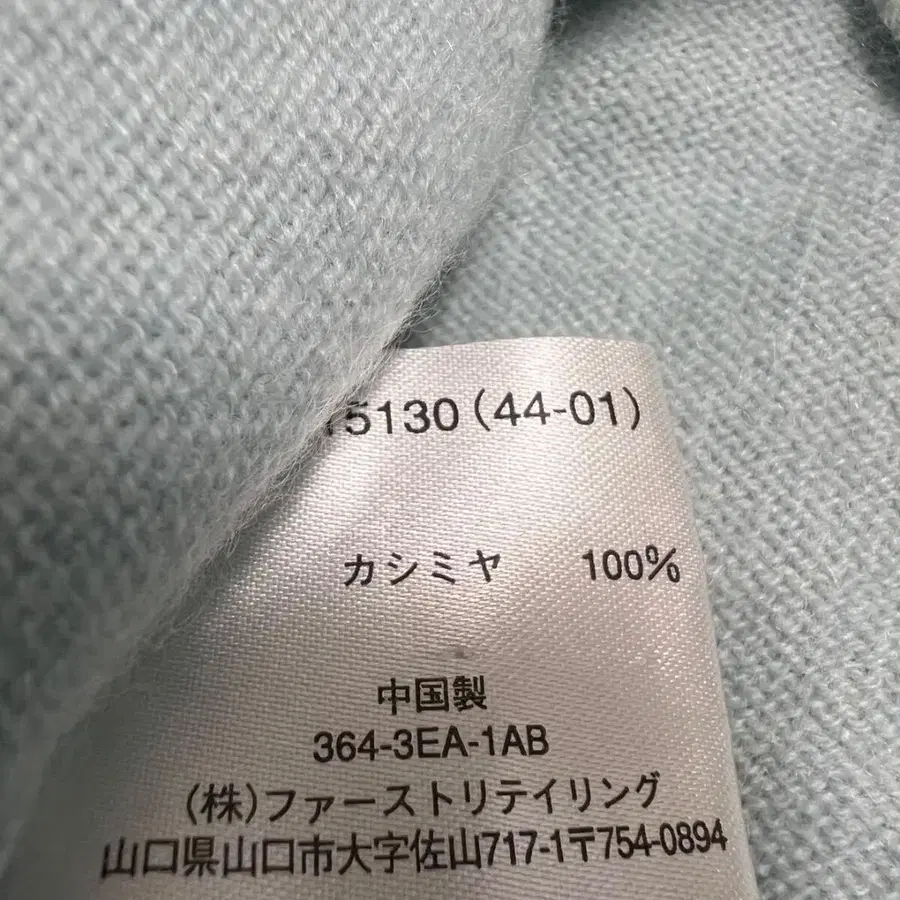 15130 (44-01)
カシミヤ 100%
中国製
364-3EA-1AB
(株)ファーストリテイリング
山口県山口市大字佐山717-1〒754-0894